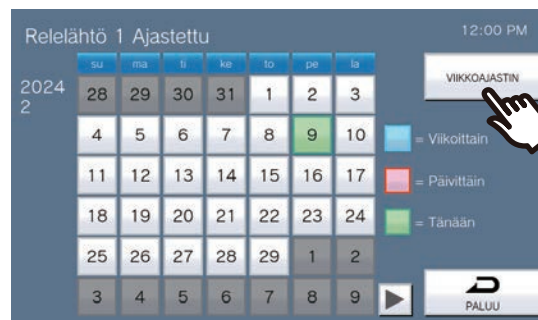 Relelähtö 1 Ajastettu
12:00 PM
2024
2
su ma ti ke to pe la
28 29 30 31 1 2 3
4 5 6 7 8 9 10
11 12 13 14 15 16 17
18 19 20 21 22 23 24
25 26 27 28 29 1 2
3 4 5 6 7 8 9
VIIKKOAJASTIN
= Viikoittain
= Päivittäin
= Tänään
PALUU